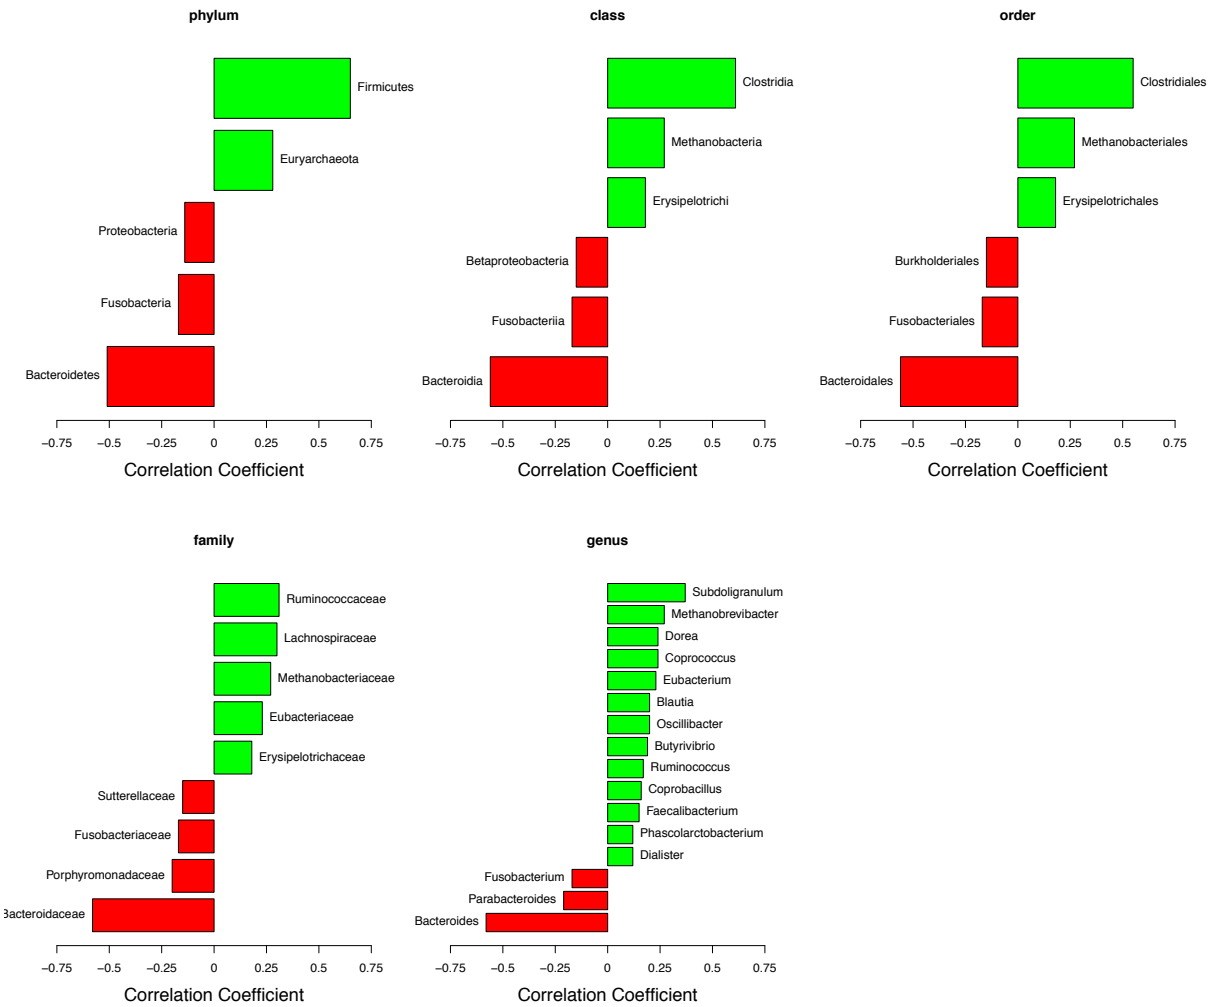 phylum
Firmicutes
Euryarchaeota
Proteobacteria
Fusobacteria
Bacteroidetes
−0.75 −0.5 −0.25 0 0.25 0.5 0.75
Correlation Coefficient
class
Clostridia
Methanobacteria
Erysipelotrichi
Betaproteobacteria
Fusobacteriia
Bacteroidia
−0.75 −0.5 −0.25 0 0.25 0.5 0.75
Correlation Coefficient
order
Clostridiales
Methanobacteriales
Erysipelotrichales
Burkholderiales
Fusobacteriales
Bacteroidales
−0.75 −0.5 −0.25 0 0.25 0.5 0.75
Correlation Coefficient
family
Ruminococcaceae
Lachnospiraceae
Methanobacteriaceae
Eubacteriaceae
Erysipelotrichaceae
Sutterellaceae
Fusobacteriaceae
Porphyromonadaceae
Bacteroidaceae
−0.75 −0.5 −0.25 0 0.25 0.5 0.75
Correlation Coefficient
genus
Subdoligranulum
Methanobrevibacter
Dorea
Coprococcus
Eubacterium
Blautia
Oscillibacter
Butyrivibrio
Ruminococcus
Coprobacillus
Faecalibacterium
Phascolarctobacterium
Dialister
Fusobacterium
Parabacteroides
Bacteroides
−0.75 −0.5 −0.25 0 0.25 0.5 0.75
Correlation Coefficient